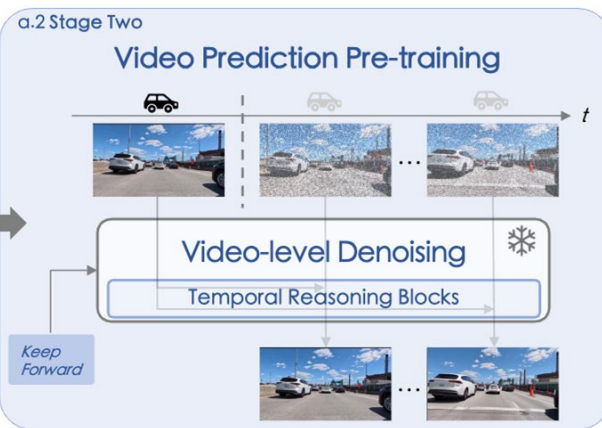 a.2 Stage Two
Video Prediction Pre-training
t
...
Video-level Denoising
Temporal Reasoning Blocks
Keep
Forward
...